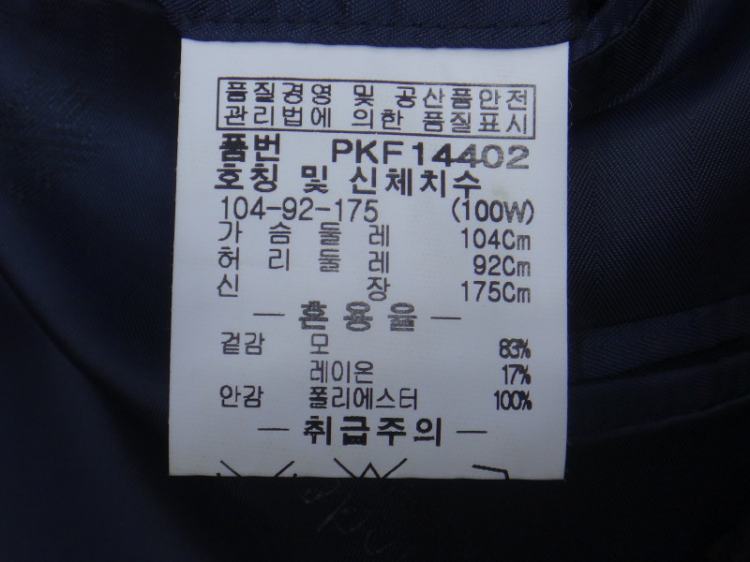 품질경영 및 공산품안전
관리법에 의한 품질표시
품번 PKF14402
호칭 및 신체치수
104-92-175 (100W)
가슴둘레 104Cm
허리둘레 92Cm
신장 175Cm
— 혼용율 —
겉감 모 83%
레이온 17%
안감 폴리에스터 100%
— 취급주의 —